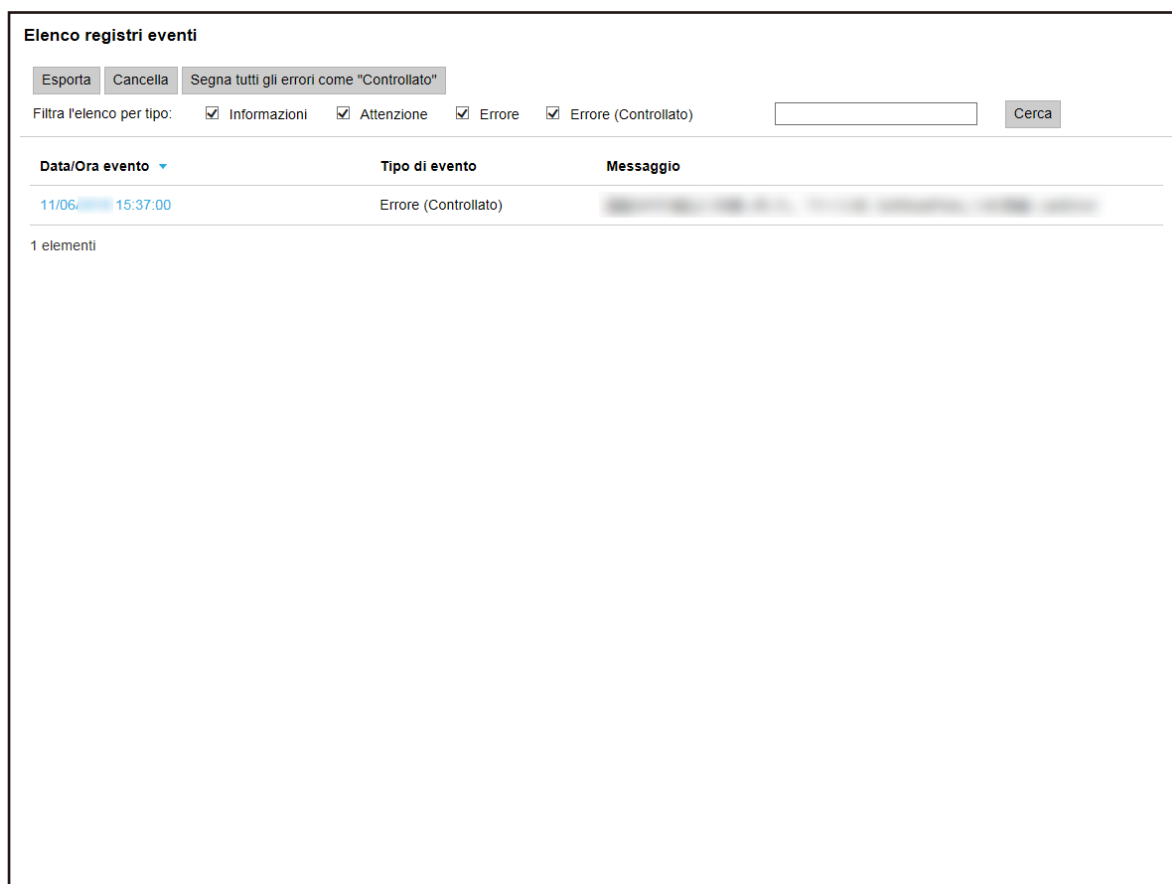 Elenco registri eventi
Esporta Cancella Segna tutti gli errori come "Controllato"
Filtra l'elenco per tipo: Informazioni Attenzione Errore Errore (Controllato) Cerca
Data/Ora evento Tipo di evento Messaggio
11/06/ 15:37:00 Errore (Controllato)
1 elementi